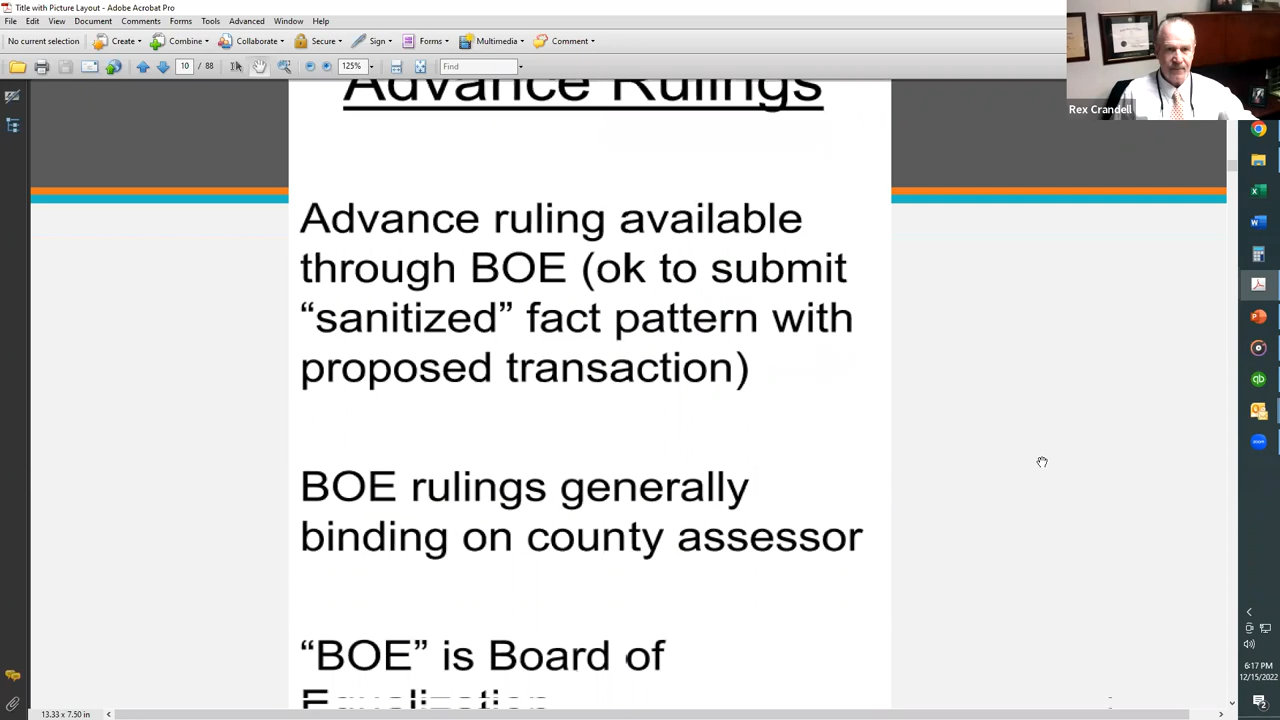 Title with Picture Layout - Adobe Acrobat Pro
File Edit View Document Comments Forms Tools Advanced Window Help
No current selection Create Combine Collaborate Secure Sign Forms Multimedia Comment
10 / 88 125% Find
Rex Crandell
Advance Rulings
Advance ruling available
through BOE (ok to submit
“sanitized” fact pattern with
proposed transaction)
BOE rulings generally
binding on county assessor
“BOE” is Board of
Equalization
6:17 PM
12/15/2022
13.33 x 7.50 in